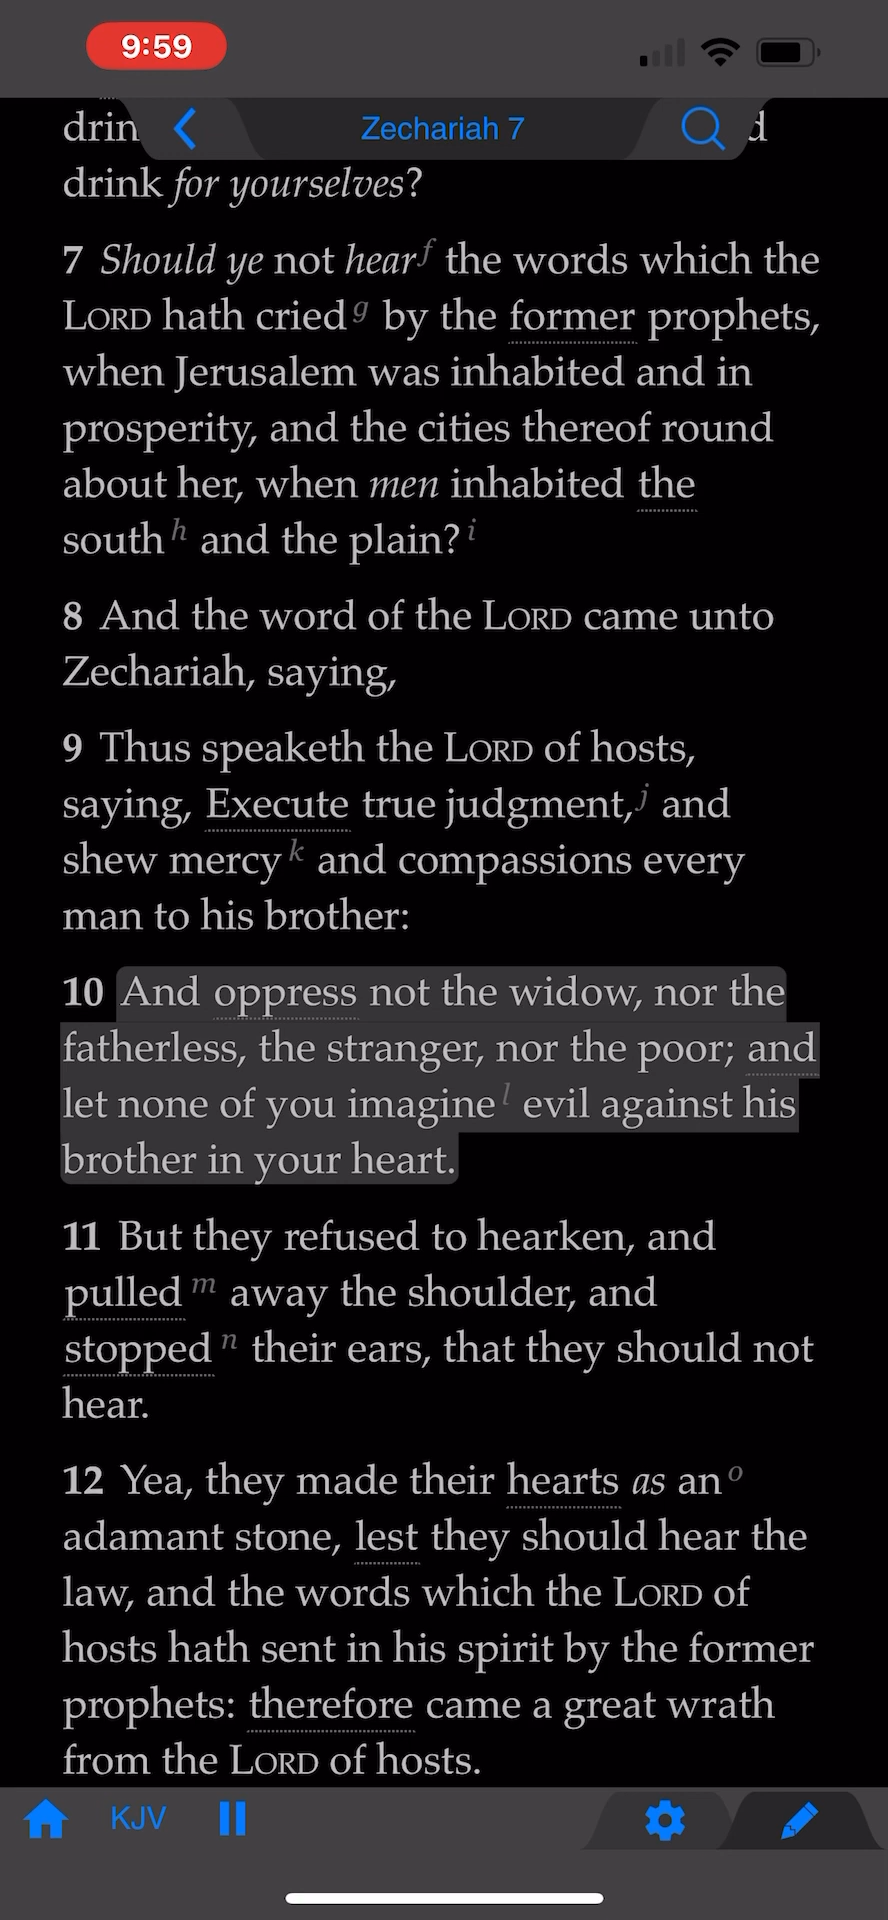 9:59
Zechariah 7
drin d
drink for yourselves?
7 Should ye not hear f the words which the
LORD hath cried g by the former prophets,
when Jerusalem was inhabited and in
prosperity, and the cities thereof round
about her, when men inhabited the
south h and the plain? i
8 And the word of the LORD came unto
Zechariah, saying,
9 Thus speaketh the LORD of hosts,
saying, Execute true judgment, j and
shew mercy k and compassions every
man to his brother:
10 And oppress not the widow, nor the
fatherless, the stranger, nor the poor; and
let none of you imagine l evil against his
brother in your heart.
11 But they refused to hearken, and
pulled m away the shoulder, and
stopped n their ears, that they should not
hear.
12 Yea, they made their hearts as an o
adamant stone, lest they should hear the
law, and the words which the LORD of
hosts hath sent in his spirit by the former
prophets: therefore came a great wrath
from the LORD of hosts.
KJV